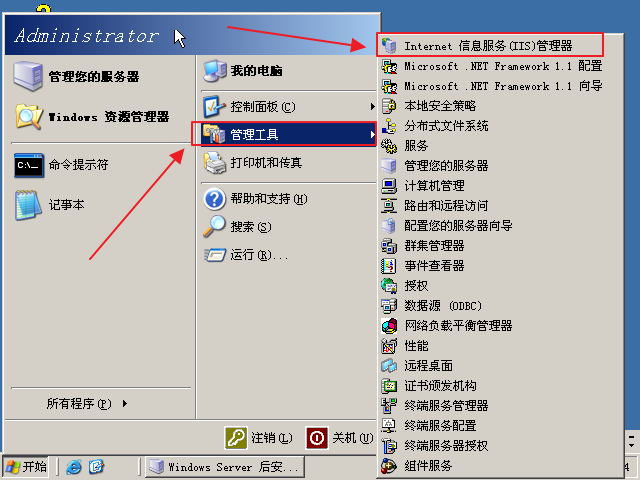 Administrator
管理您的服务器
Windows 资源管理器
命令提示符
C:\_
记事本
所有程序(P)
我的电脑
控制面板(C)
管理工具
打印机和传真
帮助和支持(H)
搜索(S)
运行(R)...
注销(L)
关机(U)
Internet 信息服务(IIS)管理器
Microsoft .NET Framework 1.1 配置
Microsoft .NET Framework 1.1 向导
本地安全策略
分布式文件系统
服务
管理您的服务器
计算机管理
路由和远程访问
配置您的服务器向导
群集管理器
事件查看器
授权
数据源 (ODBC)
网络负载平衡管理器
性能
远程桌面
证书颁发机构
终端服务管理器
终端服务配置
终端服务器授权
组件服务
开始
Windows Server 后安...
4